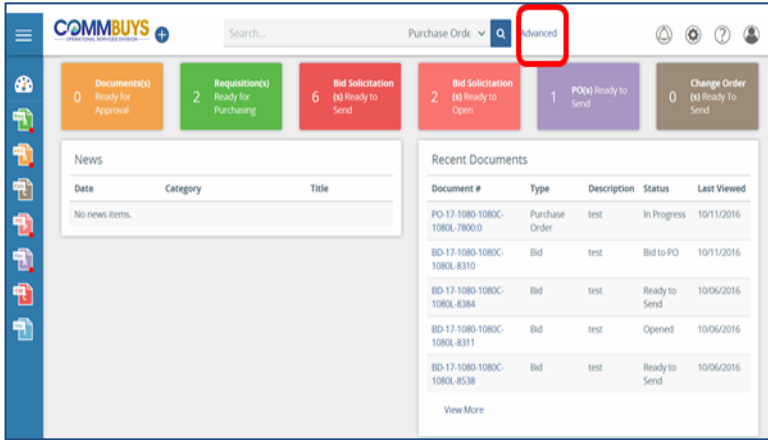 COMMBUYS
OPERATIONAL SERVICES DIVISION
Search...
Purchase Orde
Advanced
0
Documents(s)
Ready for
Approval
2
Requisition(s)
Ready for
Purchasing
6
Bid Solicitation
(s) Ready to
Send
2
Bid Solicitation
(s) Ready to
Open
1
PO(s) Ready to
Send
0
Change Order
(s) Ready To
Send
News
Date Category Title
No news items.
Recent Documents
Document # Type Description Status Last Viewed
PO-17-1080-1080C- Purchase test In Progress 10/11/2016
1080L-7800:0 Order
BD-17-1080-1080C- Bid test Bid to PO 10/11/2016
1080L-8310
BD-17-1080-1080C- Bid test Ready to 10/06/2016
1080L-8384 Send
BD-17-1080-1080C- Bid test Opened 10/06/2016
1080L-8311
BD-17-1080-1080C- Bid test Ready to 10/06/2016
1080L-8538 Send
View More